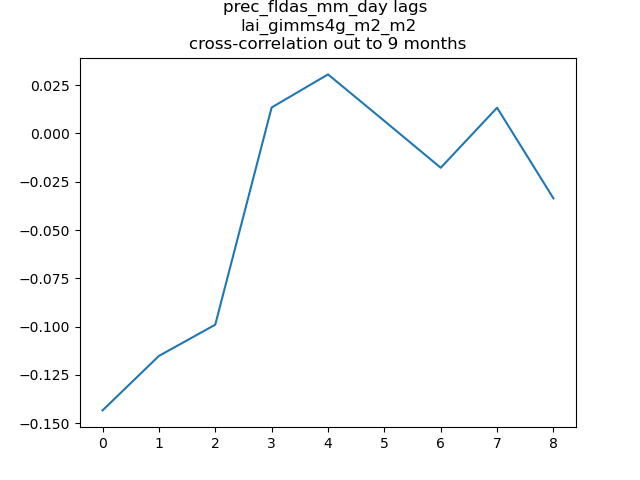 prec_fldas_mm_day lags
lai_gimms4g_m2_m2
cross-correlation out to 9 months
0.025
0.000
−0.025
−0.050
−0.075
−0.100
−0.125
−0.150
0 1 2 3 4 5 6 7 8